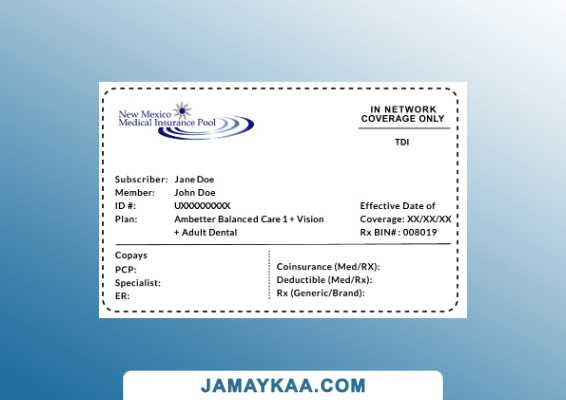 New Mexico
Medical Insurance Pool
IN NETWORK
COVERAGE ONLY
TDI
Subscriber: Jane Doe
Member: John Doe
ID #: UXXXXXXXXX
Plan: Ambetter Balanced Care 1 + Vision
+ Adult Dental
Effective Date of
Coverage: XX/XX/XX
Rx BIN# : 008019
Copays
PCP:
Specialist:
ER:
Coinsurance (Med/RX):
Deductible (Med/Rx):
Rx (Generic/Brand):
JAMAYKAA.COM